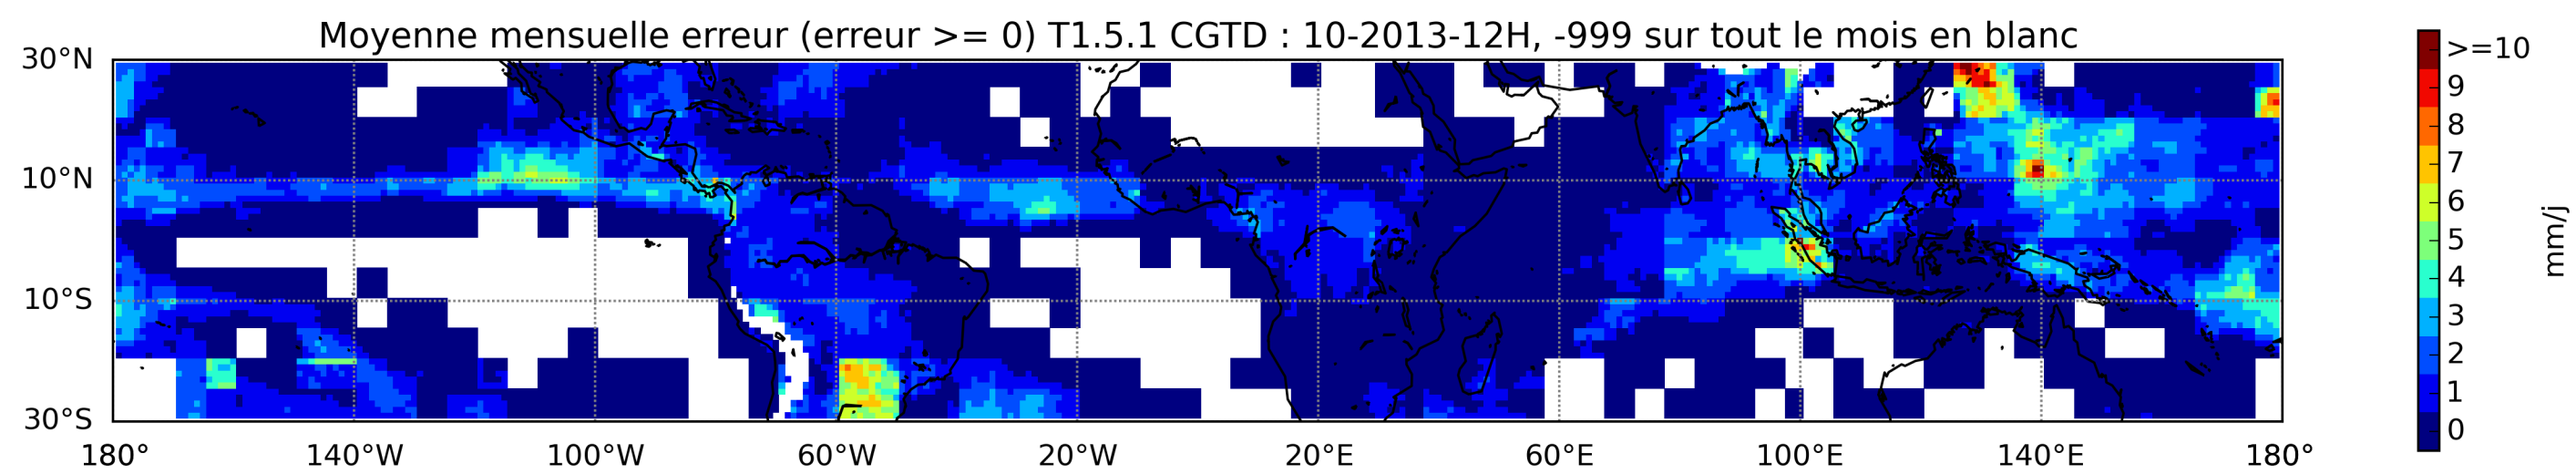 Moyenne mensuelle erreur (erreur >= 0) T1.5.1 CGTD : 10-2013-12H, -999 sur tout le mois en blanc
30°N
10°N
10°S
30°S
180° 140°W 100°W 60°W 20°W 20°E 60°E 100°E 140°E 180°
>=10
9
8
7
6
5
4
3
2
1
0
mm/j